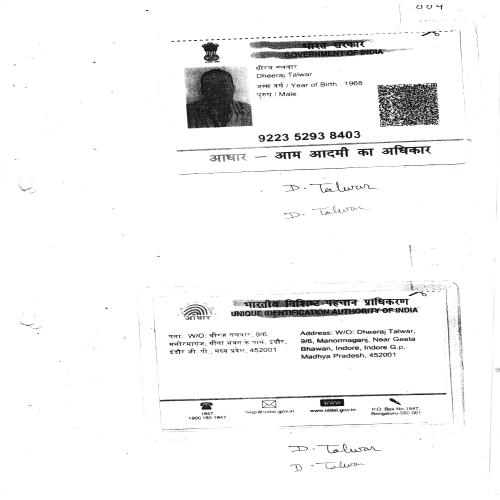 004
भारत सरकार
GOVERNMENT OF INDIA
धीरज तलवार
Dheeraj Talwar
जन्म वर्ष / Year of Birth : 1968
पुरुष / Male
9223 5293 8403
आधार – आम आदमी का अधिकार
D. Talwar
D. Talwar
भारतीय विशिष्ट पहचान प्राधिकरण
UNIQUE IDENTIFICATION AUTHORITY OF INDIA
आधार
पता: W/O: धीरज तलवार, 9/6,
मनोरमागंज, गीता भवन के पास, इंदौर,
इंदौर जी. पी., मध्य प्रदेश, 452001
Address: W/O: Dheeraj Talwar,
9/6, Manormaganj, Near Geeta
Bhawan, Indore, Indore G.p.
Madhya Pradesh, 452001
1947
1800 180 1947
help@uidai.gov.in
WWW
www.uidai.gov.in
P.O. Box No.1947,
Bengaluru-560 001
D. Talwar
D. Talwar